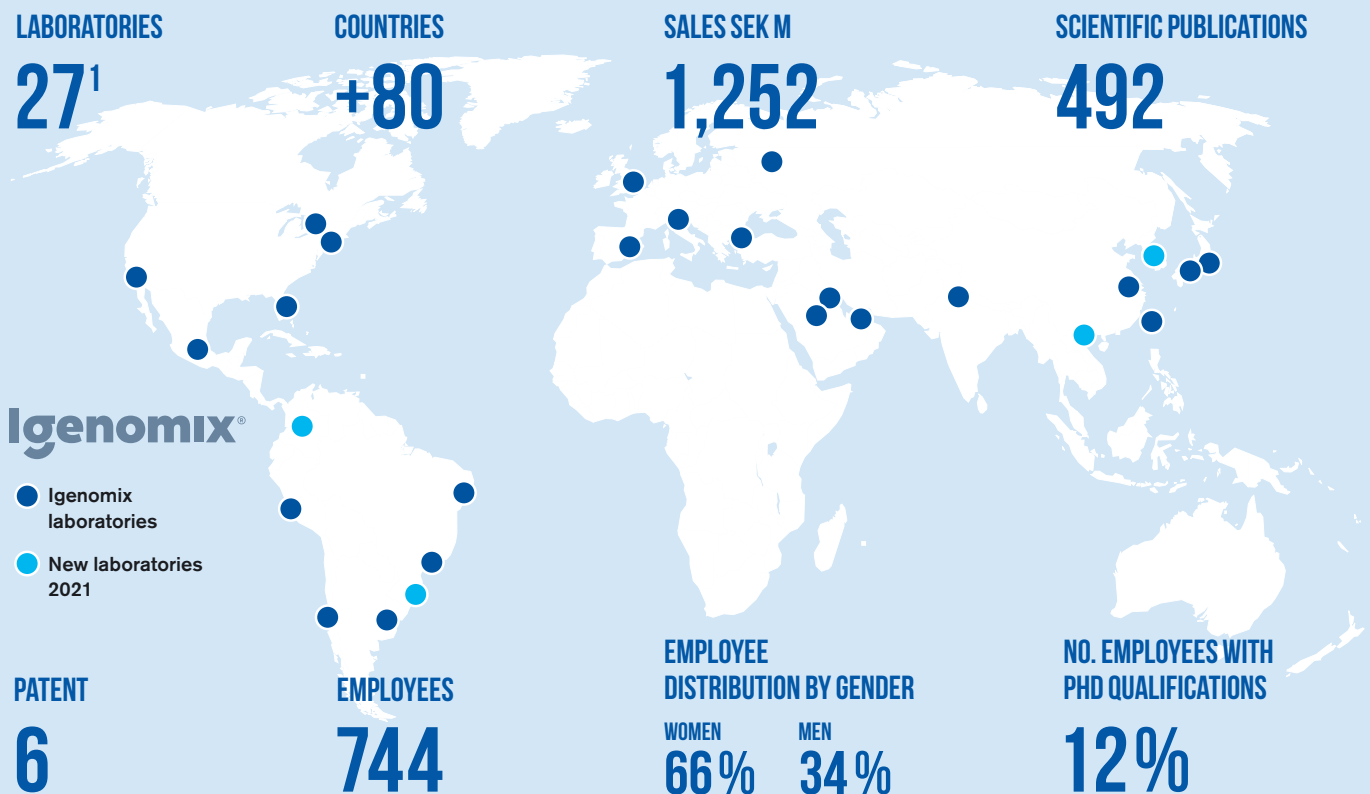 LABORATORIES
27¹
COUNTRIES
+80
SALES SEK M
1,252
SCIENTIFIC PUBLICATIONS
492
Igenomix®
Igenomix
laboratories
New laboratories
2021
PATENT
6
EMPLOYEES
744
EMPLOYEE
DISTRIBUTION BY GENDER
WOMEN
66%
MEN
34%
NO. EMPLOYEES WITH
PHD QUALIFICATIONS
12%